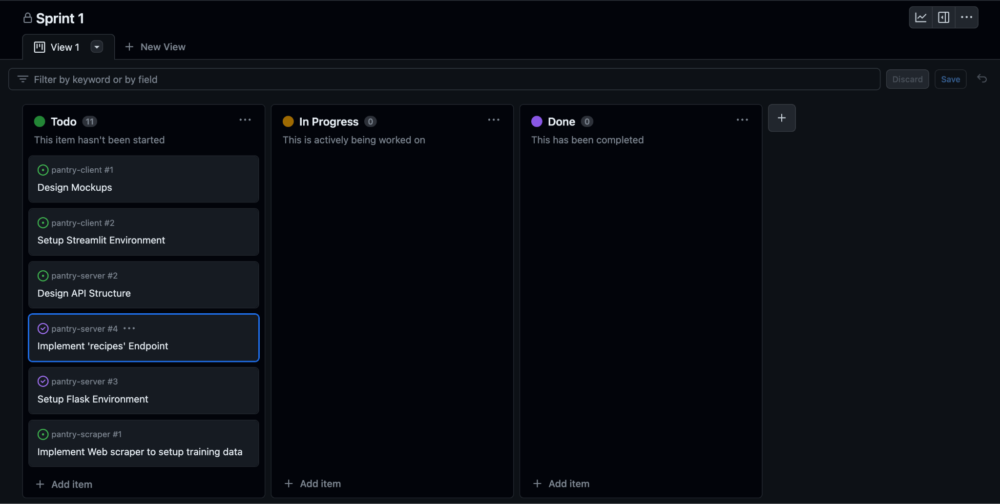 Sprint 1
View 1
New View
Filter by keyword or by field
Discard
Save
Todo 11
This item hasn't been started
pantry-client #1
Design Mockups
pantry-client #2
Setup Streamlit Environment
pantry-server #2
Design API Structure
pantry-server #4
Implement 'recipes' Endpoint
pantry-server #3
Setup Flask Environment
pantry-scraper #1
Implement Web scraper to setup training data
Add item
In Progress 0
This is actively being worked on
Add item
Done 0
This has been completed
Add item